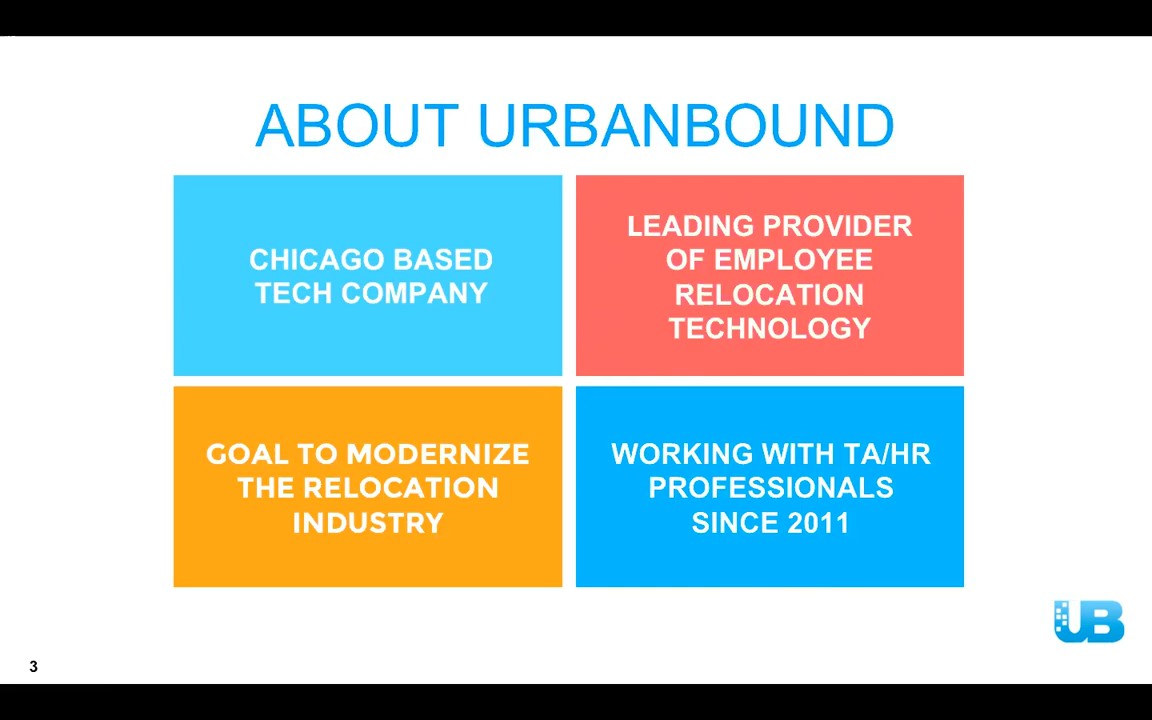 ABOUT URBANBOUND
CHICAGO BASED
TECH COMPANY
LEADING PROVIDER
OF EMPLOYEE
RELOCATION
TECHNOLOGY
GOAL TO MODERNIZE
THE RELOCATION
INDUSTRY
WORKING WITH TA/HR
PROFESSIONALS
SINCE 2011
UB
3